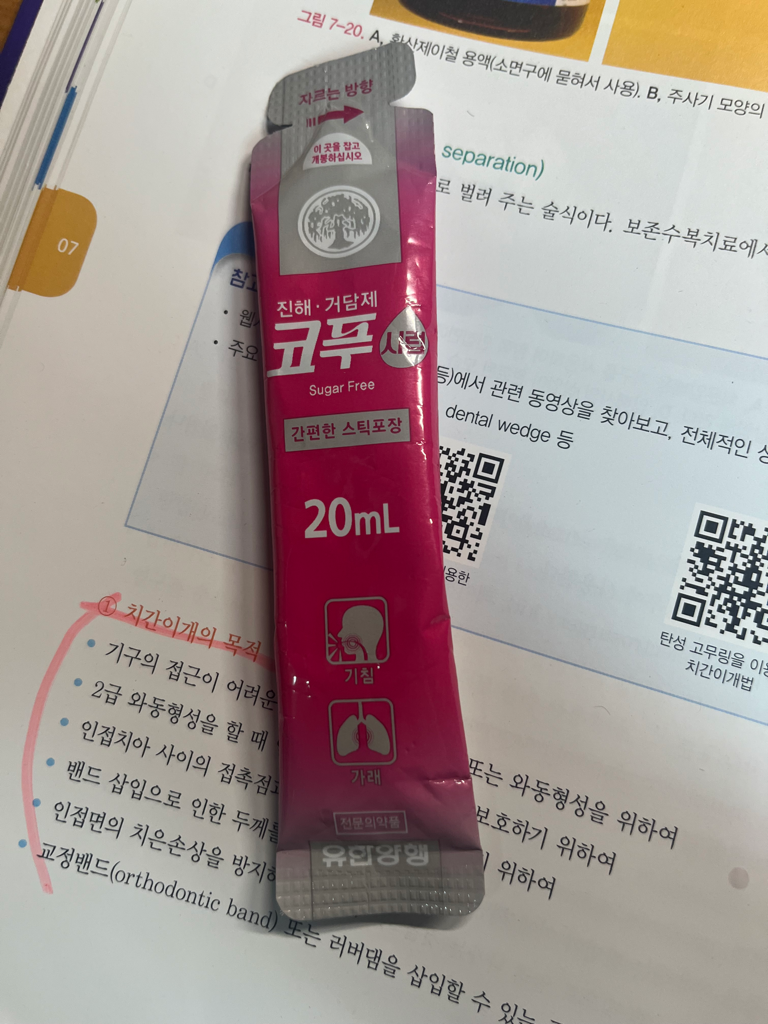 그림 7-20. A, 황산제이철 용액(소면구에 묻혀서 사용). B, 주사기 모양의
separation)
로 벌려 주는 술식이다. 보존수복치료에서
07
등)에서 관련 동영상을 찾아보고, 전체적인
dental wedge 등
탄성 고무링을
치간이개법
자르는 방향
이 곳을 잡고
개봉하십시오
진해·거담제
코푸 시럽
Sugar Free
간편한 스틱포장
20mL
기침
가래
전문의약품
유한양행
① 치간이개의 목적
• 기구의 접근이 어려운
• 2급 와동형성을 할 때
또는 와동형성을 위하여
• 인접치아 사이의
보호하기 위하여
• 밴드 삽입으로 인한 두께를
위하여
• 인접면의 치은손상을
• 교정밴드(orthodontic band) 또는 러버댐을 삽입할 수 있는